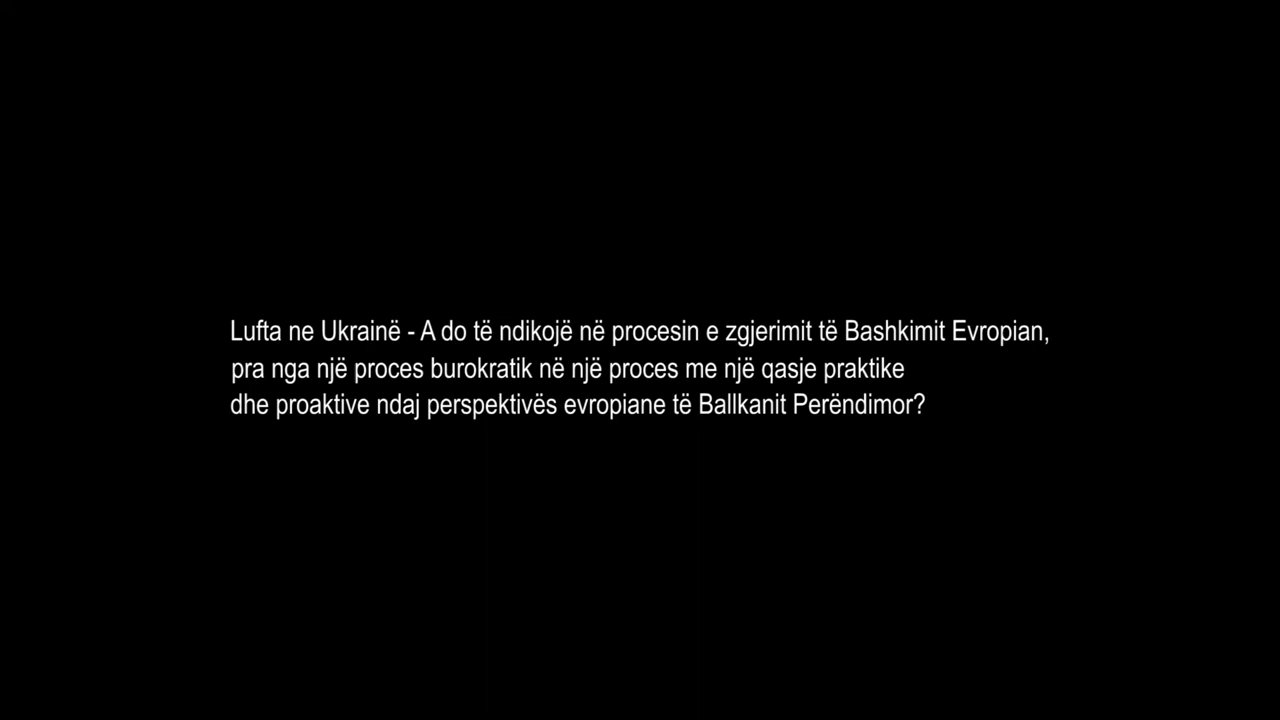 Lufta ne Ukrainë - A do të ndikojë në procesin e zgjerimit të Bashkimit Evropian,
pra nga një proces burokratik në një proces me një qasje praktike
dhe proaktive ndaj perspektivës evropiane të Ballkanit Perëndimor?